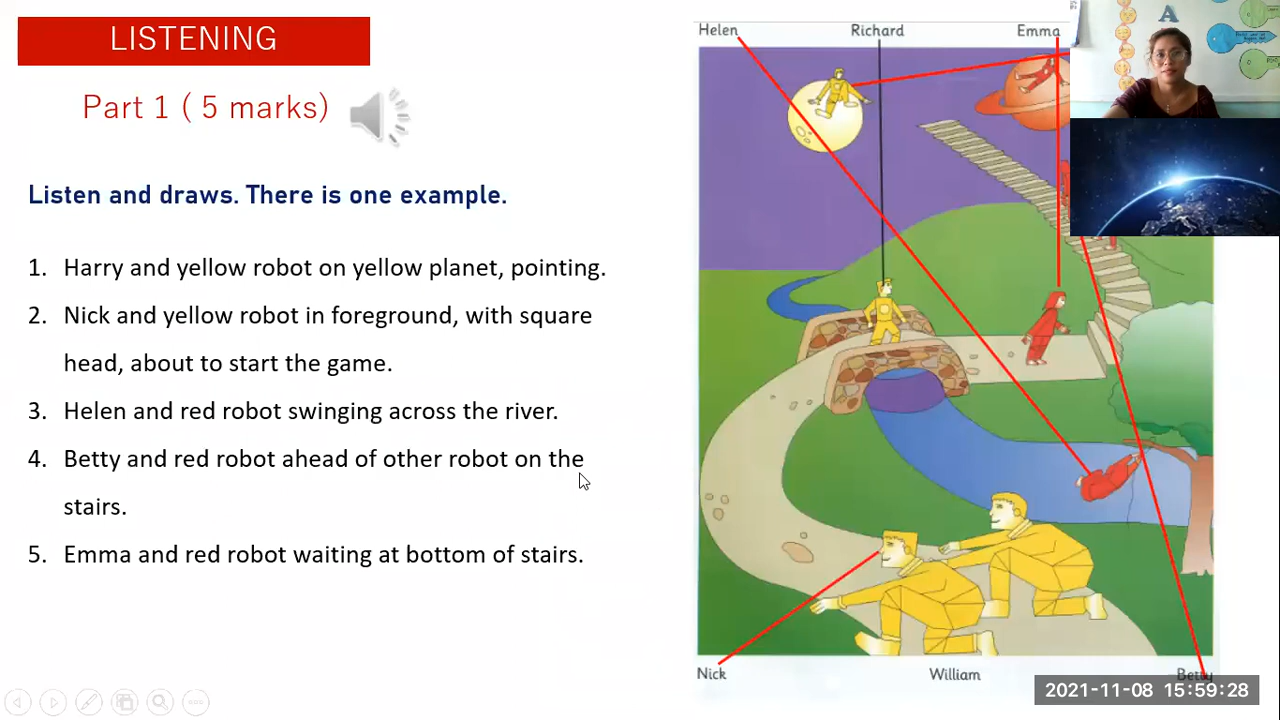 LISTENING
Part 1 ( 5 marks)
Listen and draws. There is one example.
1. Harry and yellow robot on yellow planet, pointing.
2. Nick and yellow robot in foreground, with square
head, about to start the game.
3. Helen and red robot swinging across the river.
4. Betty and red robot ahead of other robot on the
stairs.
5. Emma and red robot waiting at bottom of stairs.
Helen Richard Emma
A
Nick William Betty
2021-11-08 15:59:28